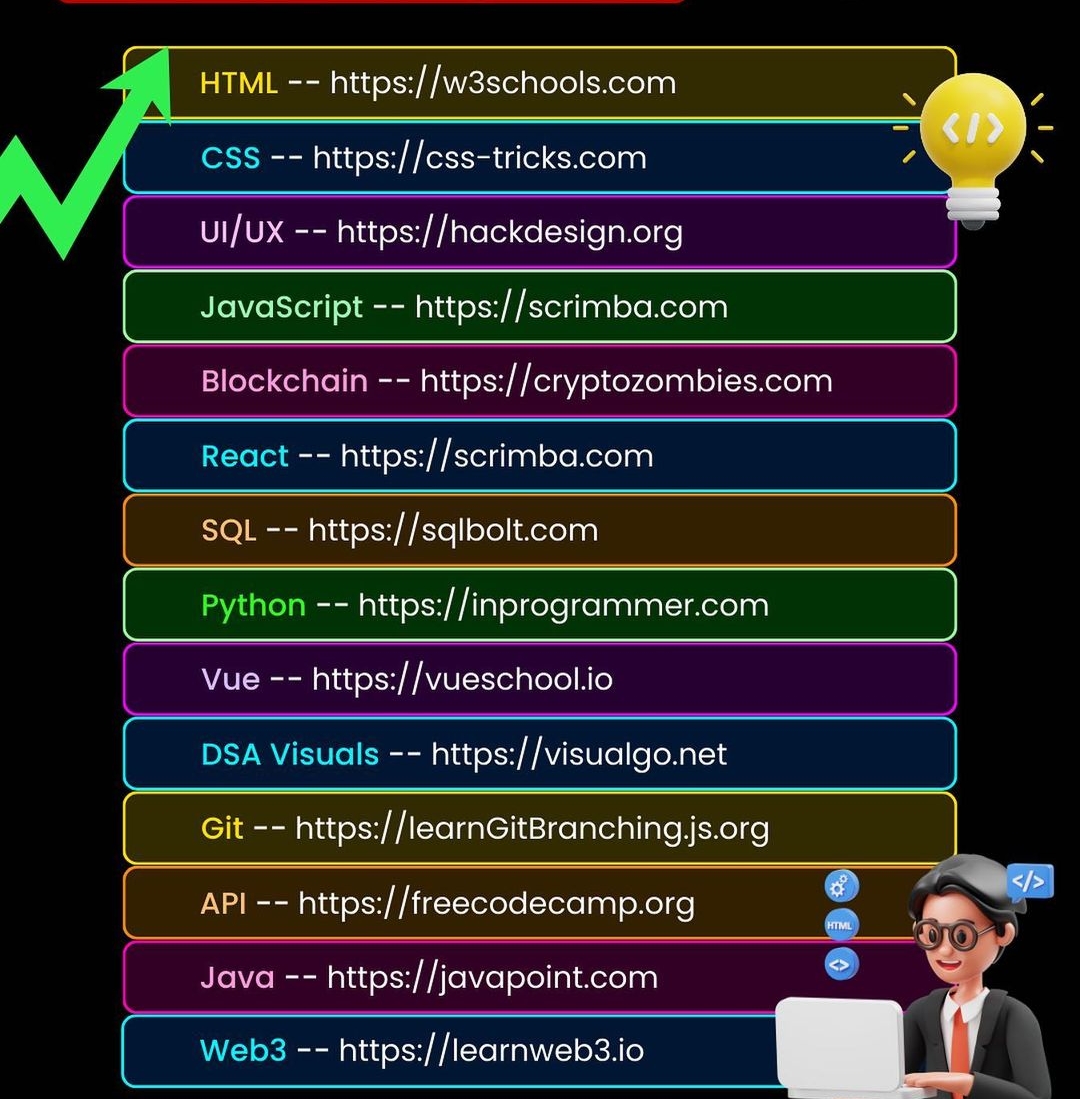 HTML -- https://w3schools.com
</>
CSS -- https://css-tricks.com
UI/UX -- https://hackdesign.org
JavaScript -- https://scrimba.com
Blockchain -- https://cryptozombies.com
React -- https://scrimba.com
SQL -- https://sqlbolt.com
Python -- https://inprogrammer.com
Vue -- https://vueschool.io
DSA Visuals -- https://visualgo.net
Git -- https://learnGitBranching.js.org
</>
API -- https://freecodecamp.org
HTML
<>
Java -- https://javapoint.com
Web3 -- https://learnweb3.io